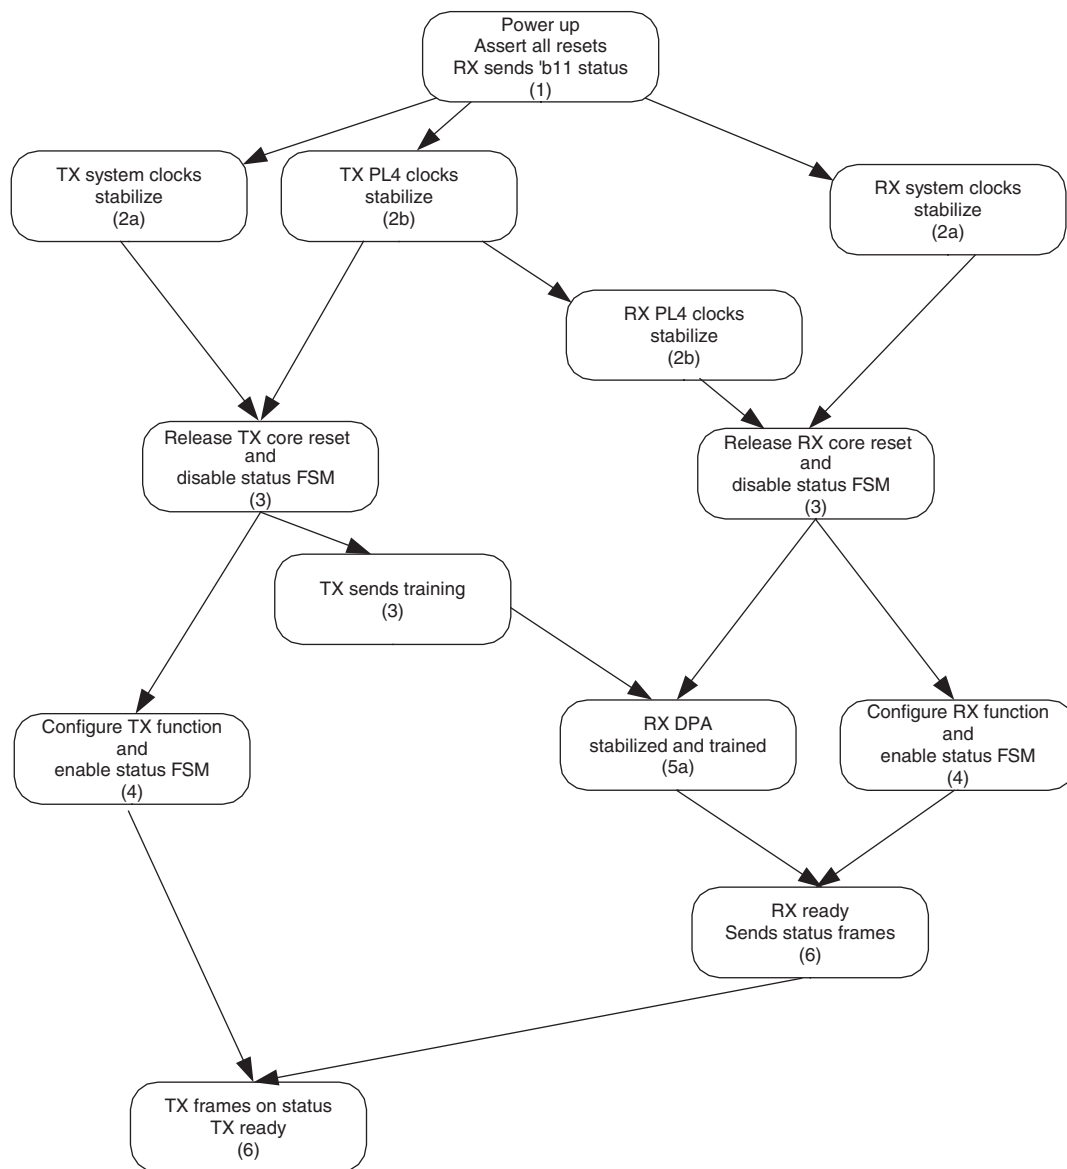 Power up
Assert all resets
RX sends 'b11 status
(1)
TX system clocks
stabilize
(2a)
TX PL4 clocks
stabilize
(2b)
RX system clocks
stabilize
(2a)
RX PL4 clocks
stabilize
(2b)
Release TX core reset
and
disable status FSM
(3)
Release RX core reset
and
disable status FSM
(3)
TX sends training
(3)
Configure TX function
and
enable status FSM
(4)
RX DPA
stabilized and trained
(5a)
Configure RX function
and
enable status FSM
(4)
RX ready
Sends status frames
(6)
TX frames on status
TX ready
(6)